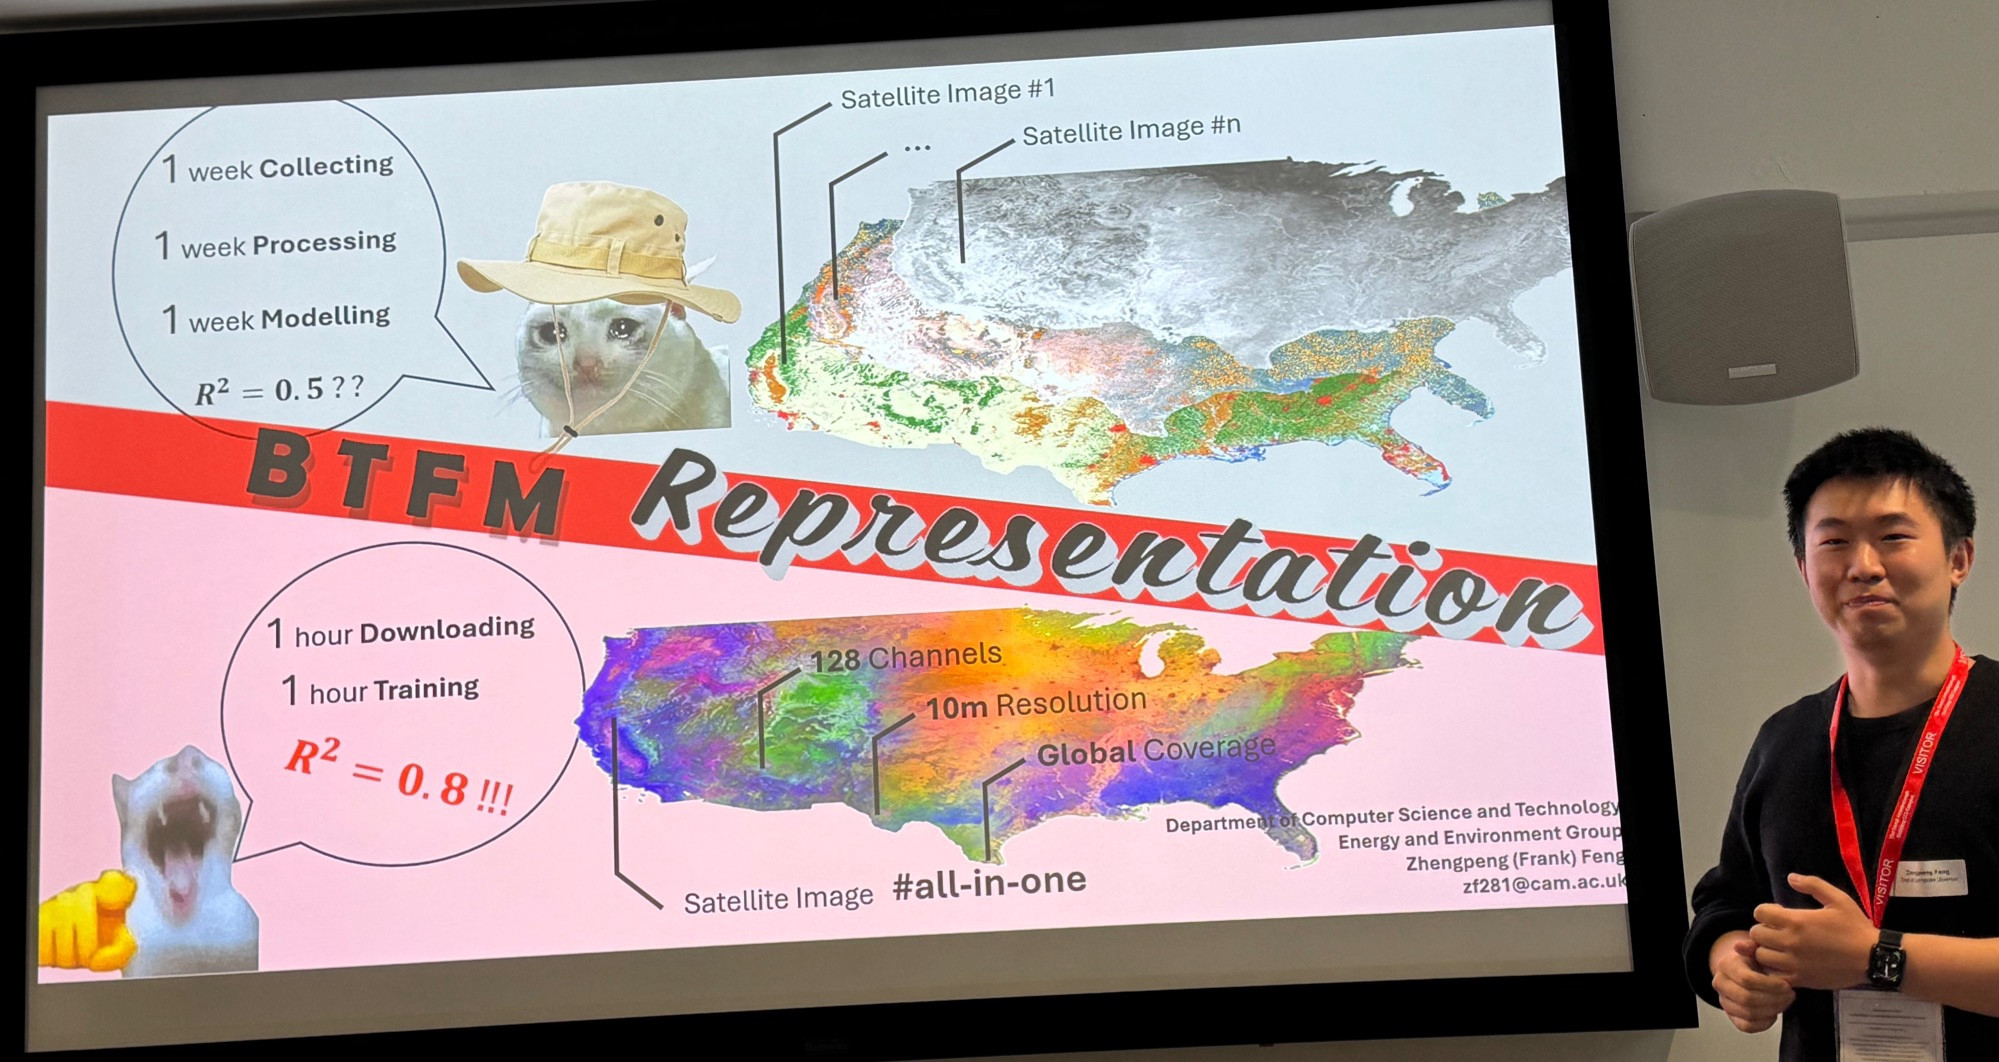 1 week Collecting
1 week Processing
1 week Modelling
R² = 0.5??
Satellite Image #1
...
Satellite Image #n
BTFM Representation
1 hour Downloading
1 hour Training
R² = 0.8!!!
128 Channels
10m Resolution
Global Coverage
Satellite Image #all-in-one
Department of Computer Science and Technology
Energy and Environment Group
Zhengpeng (Frank) Feng
zf281@cam.ac.uk
VISITOR
VISITOR
Zhengpeng Feng